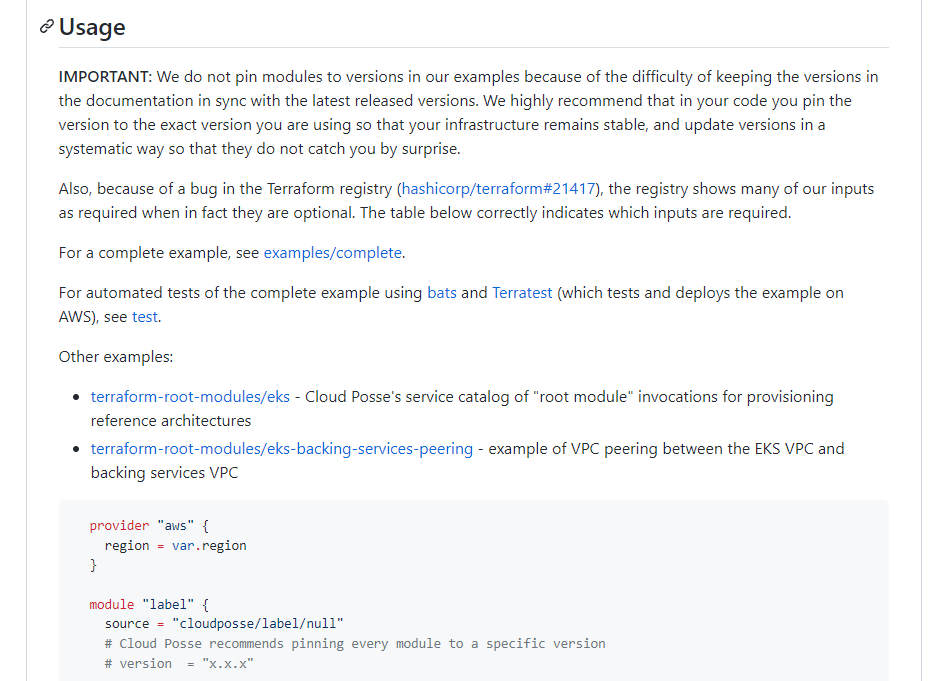 Usage
IMPORTANT: We do not pin modules to versions in our examples because of the difficulty of keeping the versions in
the documentation in sync with the latest released versions. We highly recommend that in your code you pin the
version to the exact version you are using so that your infrastructure remains stable, and update versions in a
systematic way so that they do not catch you by surprise.
Also, because of a bug in the Terraform registry (hashicorp/terraform#21417), the registry shows many of our inputs
as required when in fact they are optional. The table below correctly indicates which inputs are required.
For a complete example, see examples/complete.
For automated tests of the complete example using bats and Terratest (which tests and deploys the example on
AWS), see test.
Other examples:
• terraform-root-modules/eks - Cloud Posse's service catalog of "root module" invocations for provisioning
reference architectures
• terraform-root-modules/eks-backing-services-peering - example of VPC peering between the EKS VPC and
backing services VPC
provider "aws" {
  region = var.region
}
module "label" {
  source = "cloudposse/label/null"
  # Cloud Posse recommends pinning every module to a specific version
  # version  = "x.x.x"